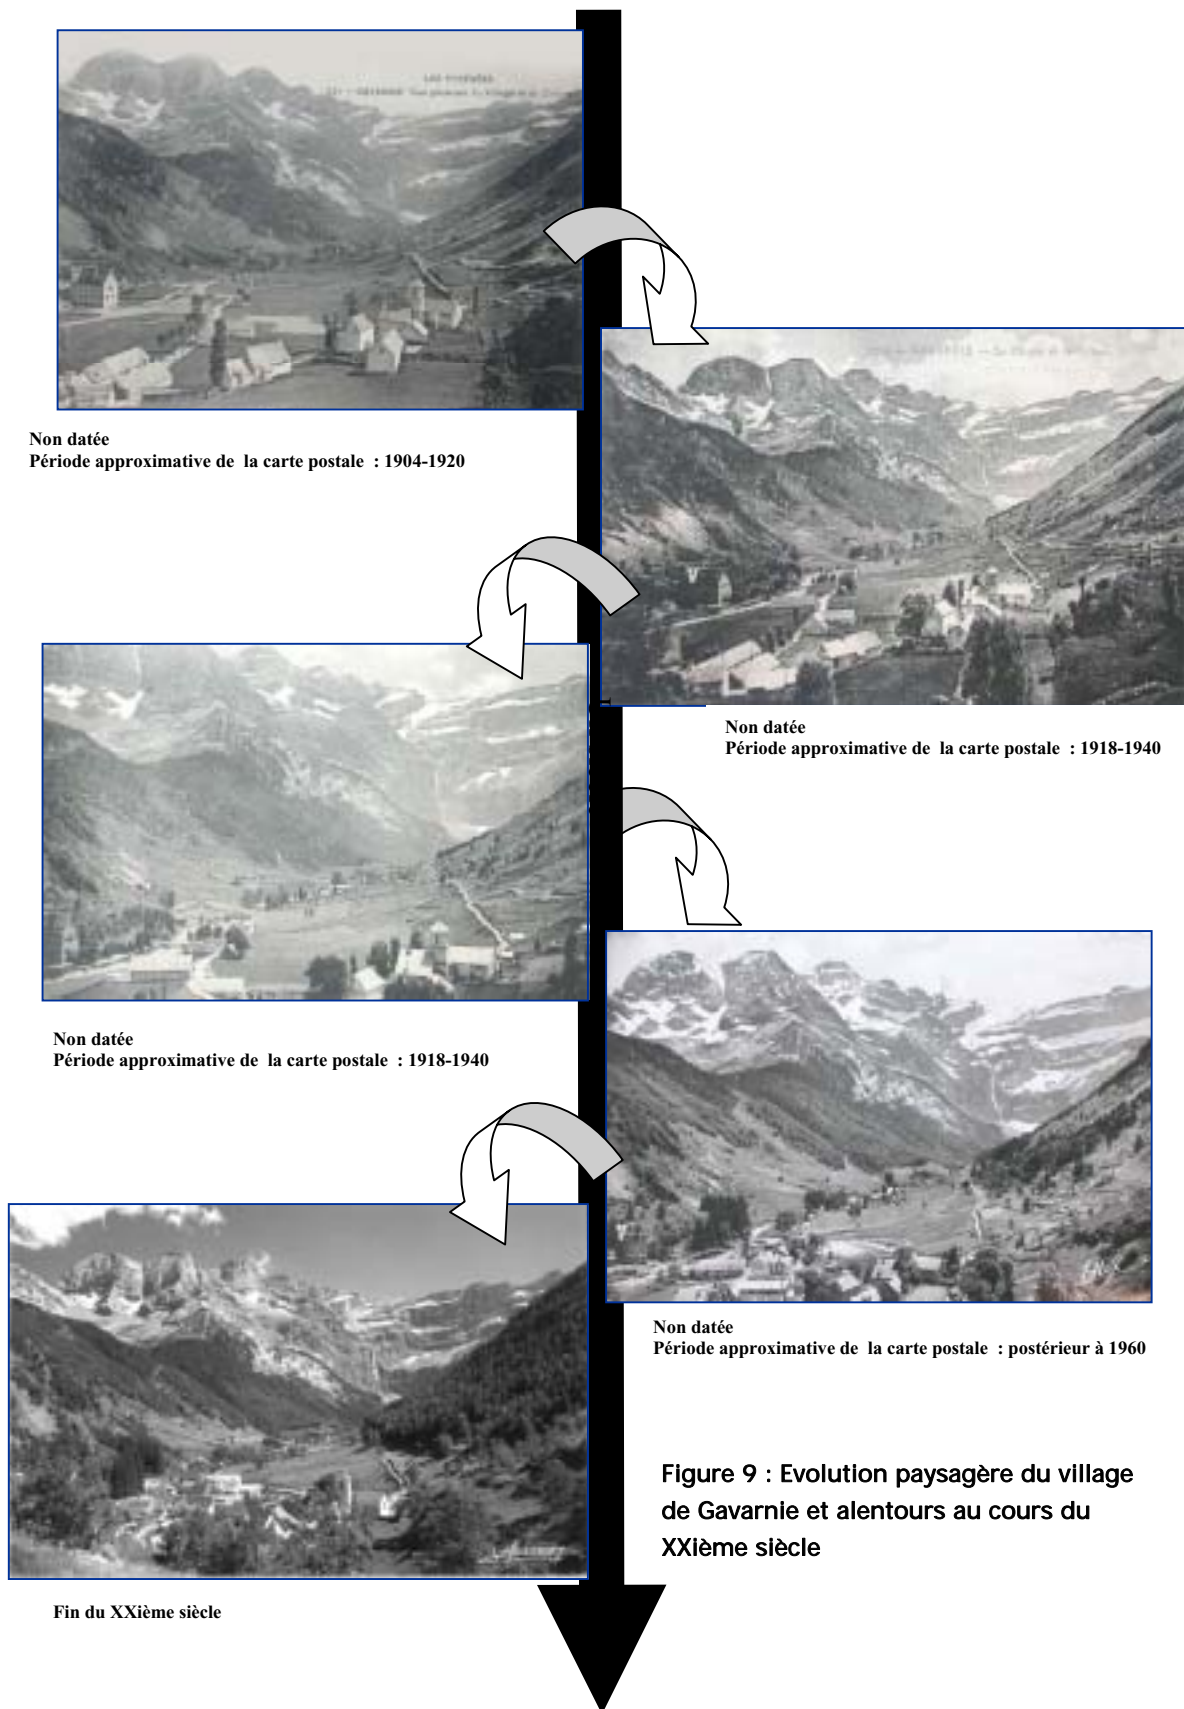 Non datée
Période approximative de la carte postale : 1904-1920
Non datée
Période approximative de la carte postale : 1918-1940
Non datée
Période approximative de la carte postale : 1918-1940
Non datée
Période approximative de la carte postale : postérieur à 1960
Figure 9 : Evolution paysagère du village
de Gavarnie et alentours au cours du
XXième siècle
Fin du XXième siècle